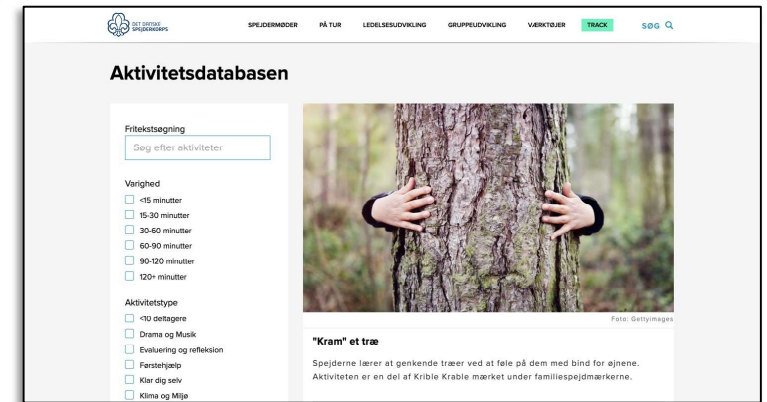 DET DANSKE
SPEJDERKORPS
SPEJDERMØDER
PÅ TUR
LEDELSESUDVIKLING
GRUPPEUDVIKLING
VÆRKTØJER
TRACK
SØG
Aktivitetsdatabasen
Fritekstsøgning
Søg efter aktiviteter
Varighed
<15 minutter
15-30 minutter
30-60 minutter
60-90 minutter
90-120 minutter
120+ minutter
Aktivitetstype
<10 deltagere
Drama og Musik
Evaluering og refleksion
Førstehjælp
Klar dig selv
Klima og Miljø
Foto: Gettyimages
"Kram" et træ
Spejderne lærer at genkende træer ved at føle på dem med bind for øjnene.
Aktiviteten er en del af Krible Krable mærket under familiespejdmærkerne.